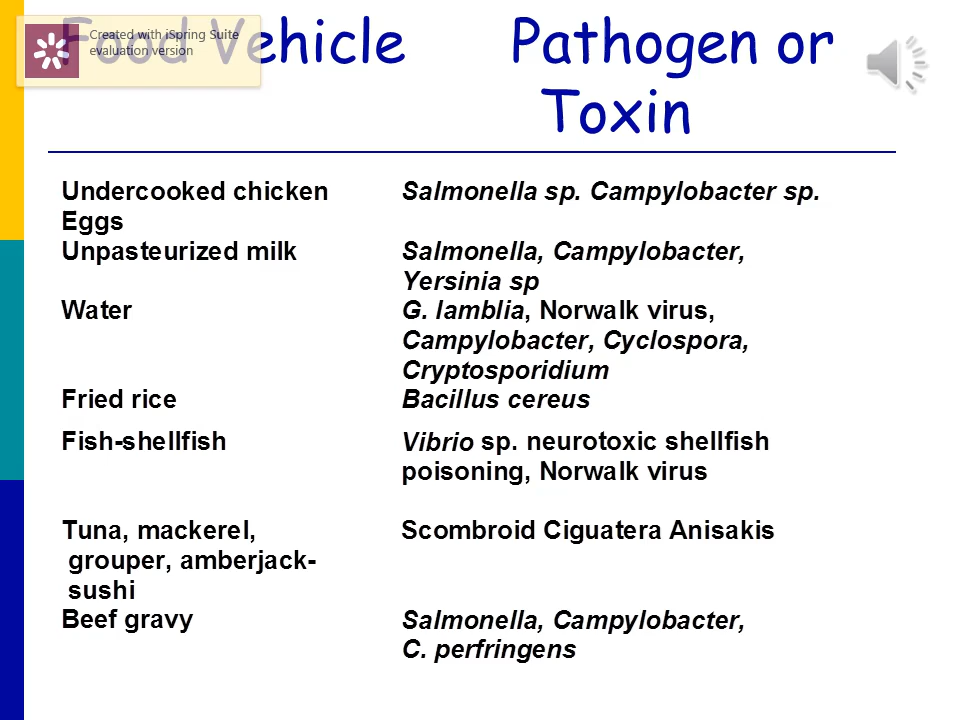 Created with iSpring Suite
evaluation version
Food Vehicle Pathogen or
Toxin
Undercooked chicken Salmonella sp. Campylobacter sp.
Eggs
Unpasteurized milk Salmonella, Campylobacter,
Yersinia sp
Water G. lamblia, Norwalk virus,
Campylobacter, Cyclospora,
Cryptosporidium
Fried rice Bacillus cereus
Fish-shellfish Vibrio sp. neurotoxic shellfish
poisoning, Norwalk virus
Tuna, mackerel, Scombroid Ciguatera Anisakis
grouper, amberjack-
sushi
Beef gravy Salmonella, Campylobacter,
C. perfringens